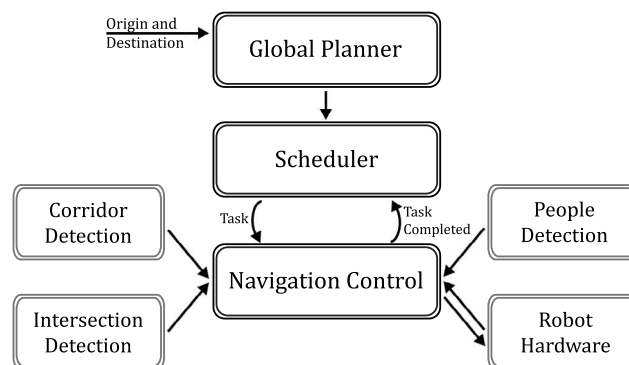 Origin and
Destination
Global Planner
Scheduler
Task
Task
Completed
Corridor
Detection
People
Detection
Navigation Control
Intersection
Detection
Robot
Hardware